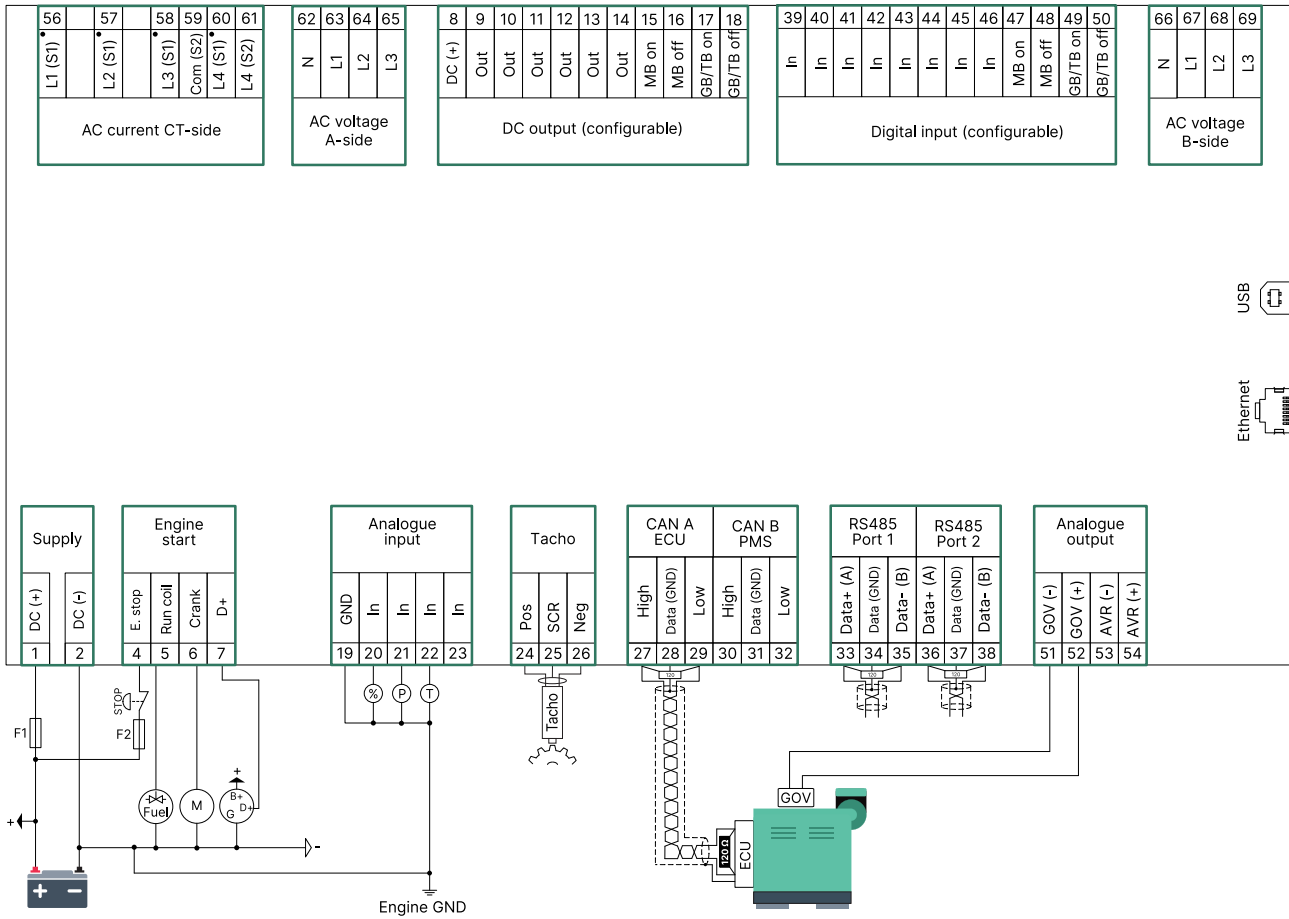 56 57 58 59 60 61
L1 (S1) L2 (S1) L3 (S1) Com (S2) L4 (S1) L4 (S2)
AC current CT-side
62 63 64 65
N L1 L2 L3
AC voltage
A-side
8 9 10 11 12 13 14 15 16 17 18
DC (+) Out Out Out Out Out Out MB on MB off GB/TB on GB/TB off
DC output (configurable)
39 40 41 42 43 44 45 46 47 48 49 50
In In In In In In In In MB on MB off GB/TB on GB/TB off
Digital input (configurable)
66 67 68 69
N L1 L2 L3
AC voltage
B-side
USB
Ethernet
Supply
DC (+) DC (-)
1 2
Engine
start
E. stop Run coil Crank D+
4 5 6 7
Analogue
input
GND In In In In
19 20 21 22 23
Tacho
Pos SCR Neg
24 25 26
CAN A
ECU
High Data (GND) Low
27 28 29
CAN B
PMS
High Data (GND) Low
30 31 32
RS485
Port 1
Data+ (A) Data (GND) Data- (B)
33 34 35
RS485
Port 2
Data+ (A) Data (GND) Data- (B)
36 37 38
Analogue
output
GOV (-) GOV (+) AVR (-) AVR (+)
51 52 53 54
120
120
120
STOP
F1
F2
% P T
Tacho
+
Fuel
M
B+
G D+
+
-
+ -
Engine GND
GOV
120 Ω
ECU